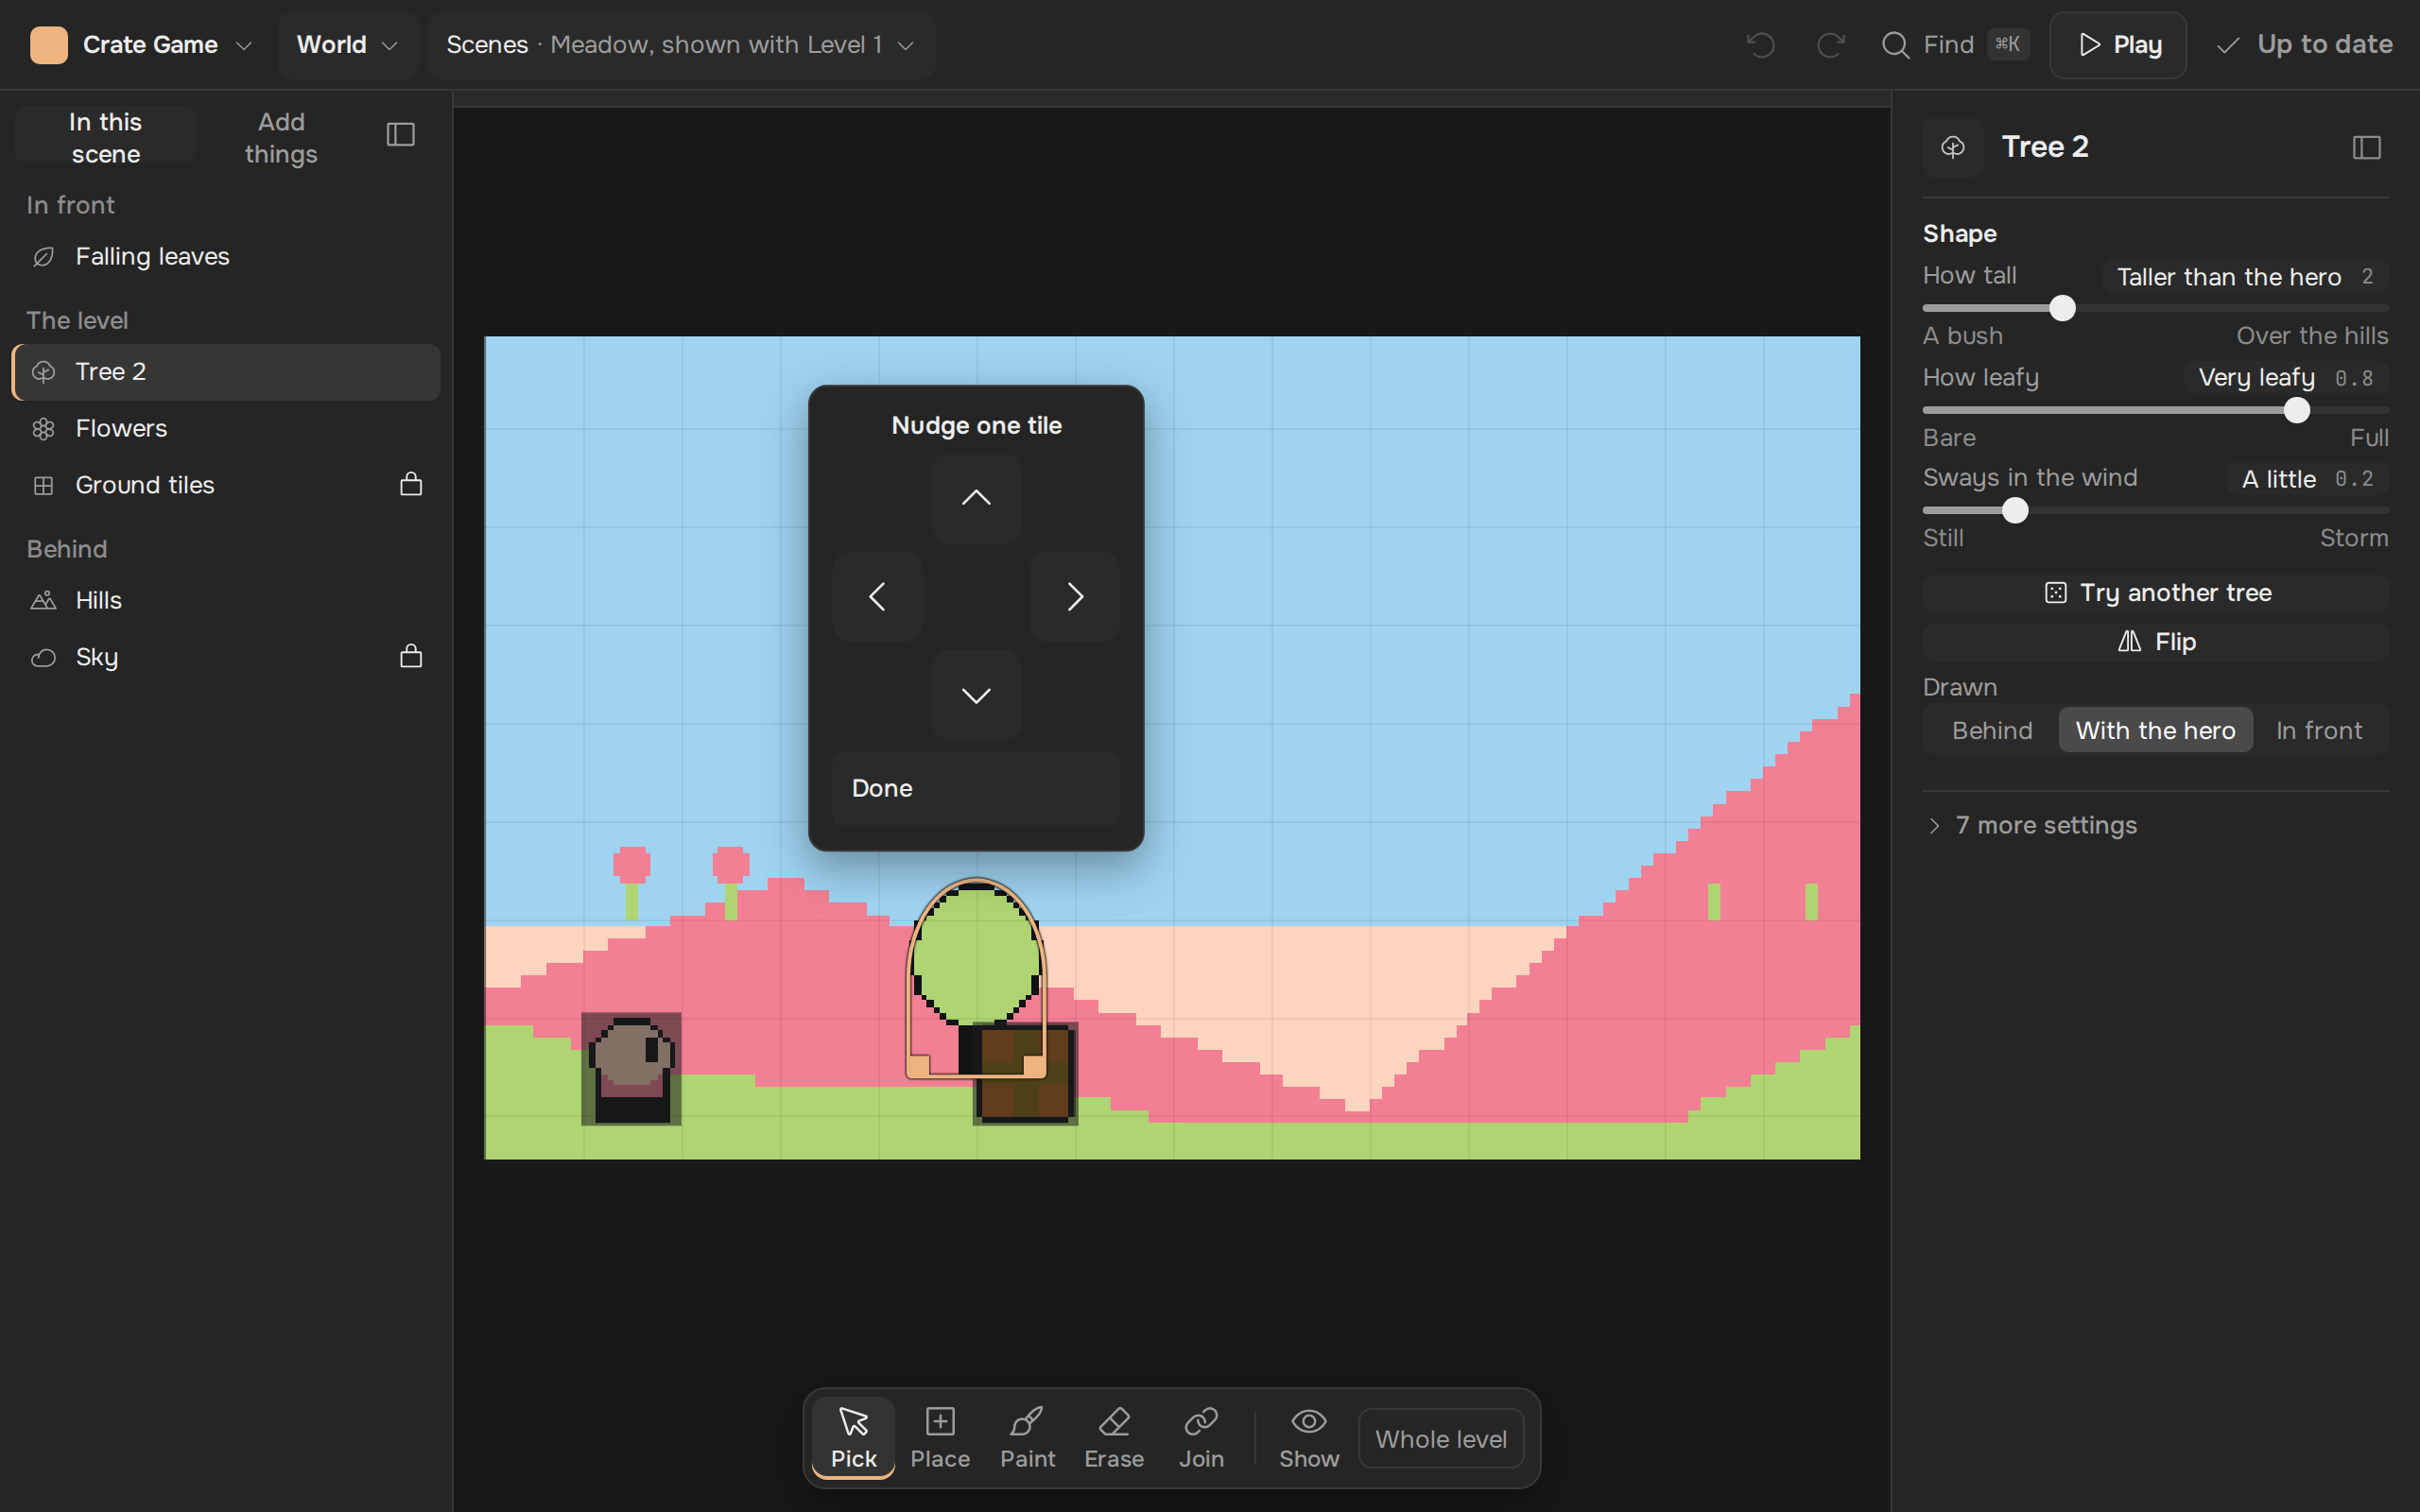 Crate Game
World
Scenes · Meadow, shown with Level 1
Find ⌘K
Play
Up to date
In this scene
Add things
In front
Falling leaves
The level
Tree 2
Flowers
Ground tiles
Behind
Hills
Sky
Nudge one tile
Done
Pick
Place
Paint
Erase
Join
Show
Whole level
Tree 2
Shape
How tall
Taller than the hero 2
A bush
Over the hills
How leafy
Very leafy 0.8
Bare
Full
Sways in the wind
A little 0.2
Still
Storm
Try another tree
Flip
Drawn
Behind
With the hero
In front
7 more settings